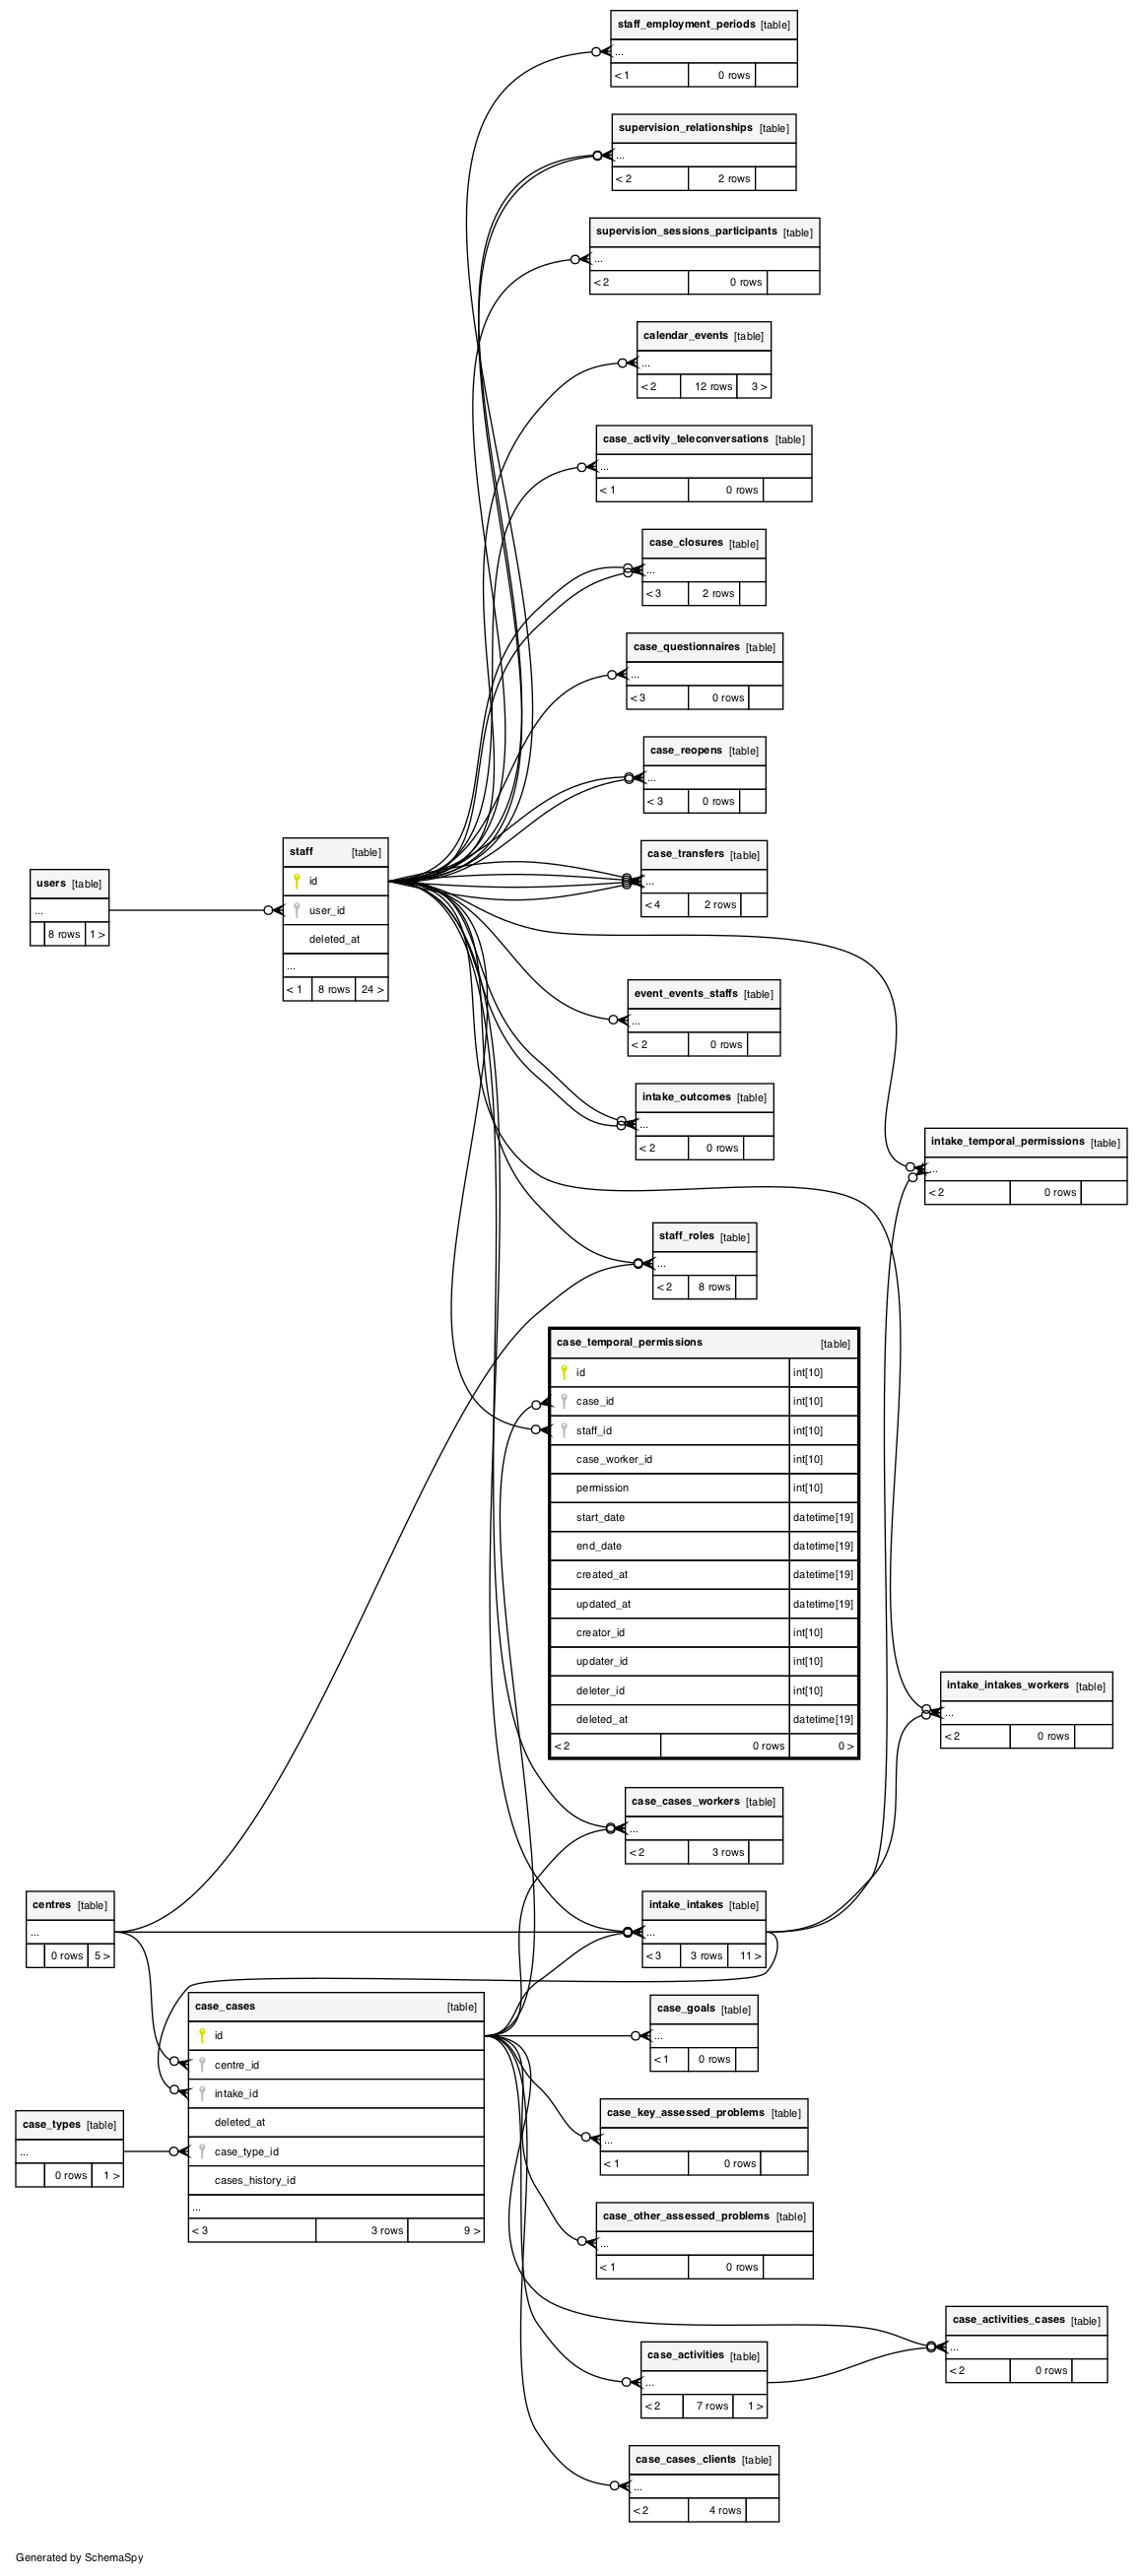 staff_employment_periods [table]
...
< 1 0 rows
supervision_relationships [table]
...
< 2 2 rows
supervision_sessions_participants [table]
...
< 2 0 rows
calendar_events [table]
...
< 2 12 rows 3 >
case_activity_teleconversations [table]
...
< 1 0 rows
case_closures [table]
...
< 3 2 rows
case_questionnaires [table]
...
< 3 0 rows
case_reopens [table]
...
< 3 0 rows
case_transfers [table]
...
< 4 2 rows
users [table]
...
8 rows 1 >
staff [table]
id
user_id
deleted_at
...
< 1 8 rows 24 >
event_events_staffs [table]
...
< 2 0 rows
intake_outcomes [table]
...
< 2 0 rows
intake_temporal_permissions [table]
...
< 2 0 rows
staff_roles [table]
...
< 2 8 rows
case_temporal_permissions [table]
id int[10]
case_id int[10]
staff_id int[10]
case_worker_id int[10]
permission int[10]
start_date datetime[19]
end_date datetime[19]
created_at datetime[19]
updated_at datetime[19]
creator_id int[10]
updater_id int[10]
deleter_id int[10]
deleted_at datetime[19]
< 2 0 rows 0 >
intake_intakes_workers [table]
...
< 2 0 rows
case_cases_workers [table]
...
< 2 3 rows
centres [table]
...
0 rows 5 >
intake_intakes [table]
...
< 3 3 rows 11 >
case_cases [table]
id
centre_id
intake_id
deleted_at
case_type_id
cases_history_id
...
< 3 3 rows 9 >
case_types [table]
...
0 rows 1 >
case_goals [table]
...
< 1 0 rows
case_key_assessed_problems [table]
...
< 1 0 rows
case_other_assessed_problems [table]
...
< 1 0 rows
case_activities_cases [table]
...
< 2 0 rows
case_activities [table]
...
< 2 7 rows 1 >
case_cases_clients [table]
...
< 2 4 rows
Generated by SchemaSpy